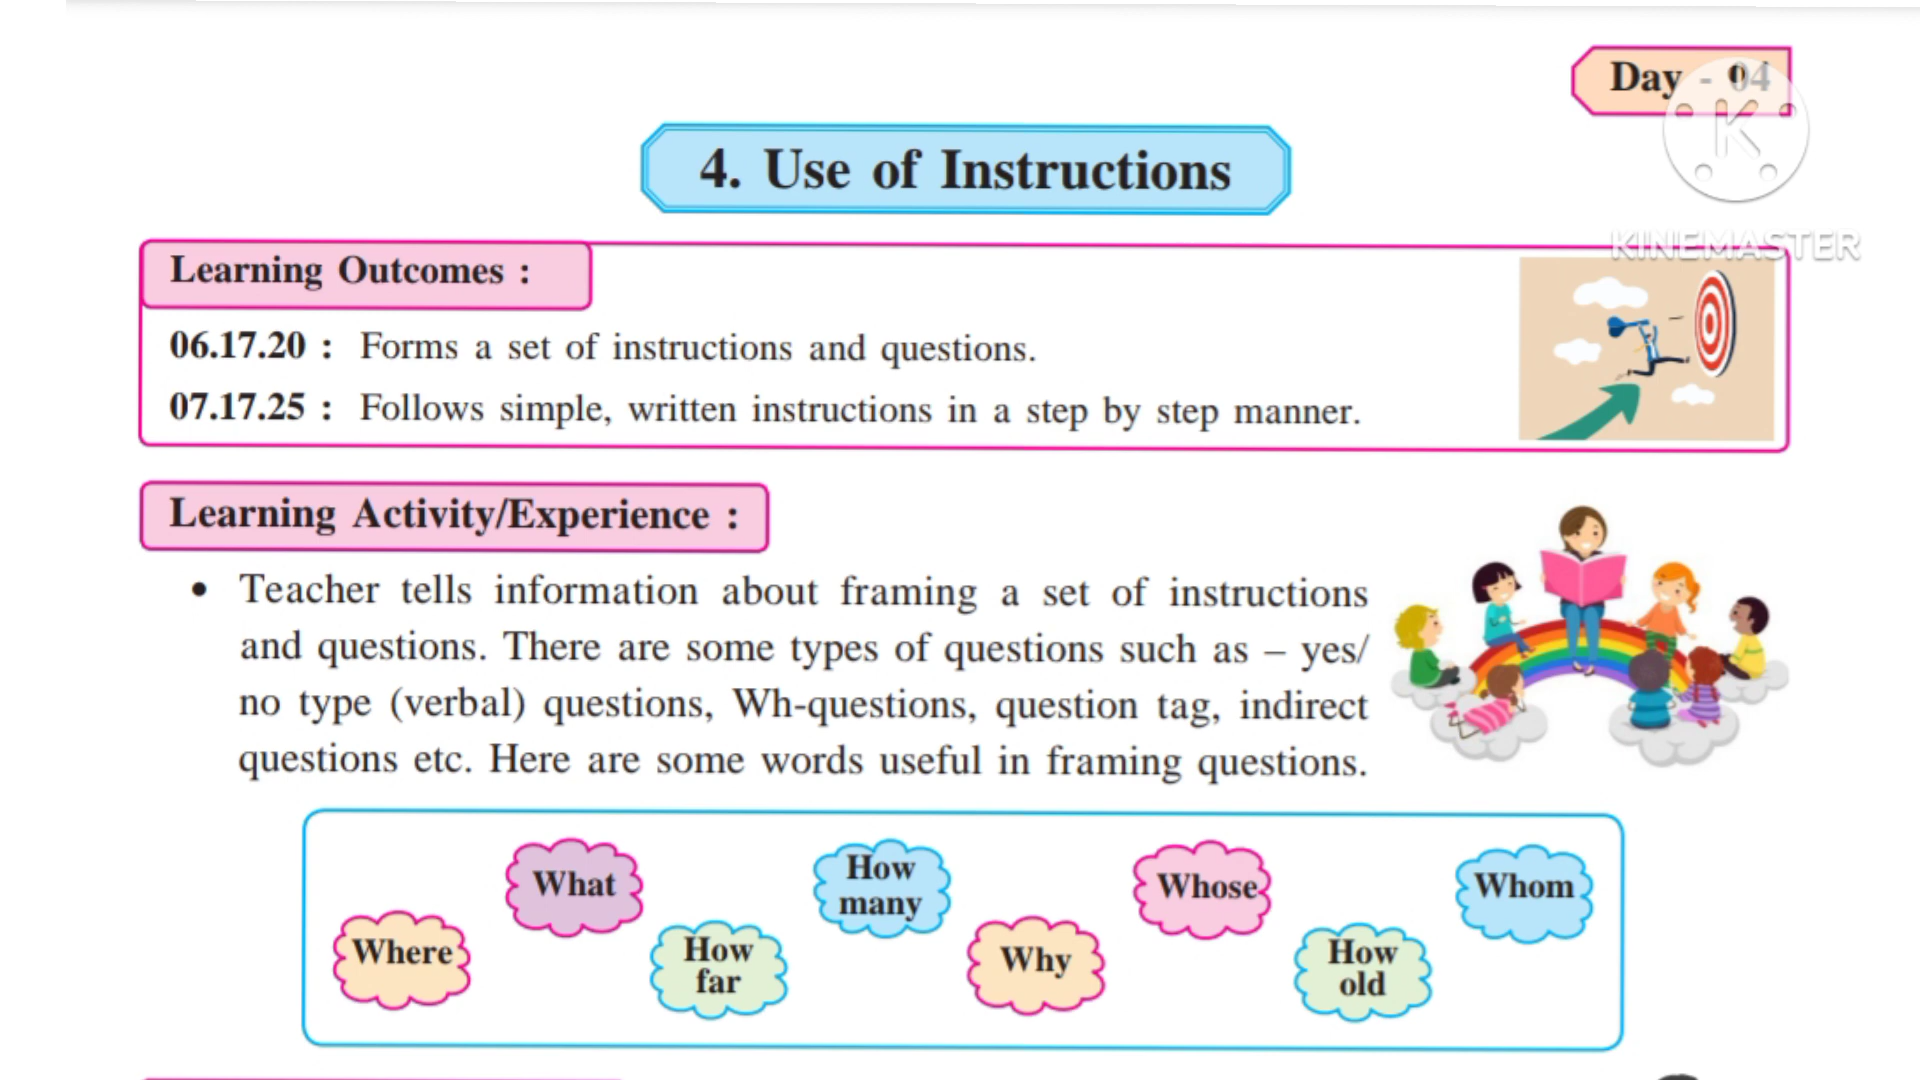 Day - 04
K
KINEMASTER
4. Use of Instructions
Learning Outcomes :
06.17.20 : Forms a set of instructions and questions.
07.17.25 : Follows simple, written instructions in a step by step manner.
Learning Activity/Experience :
• Teacher tells information about framing a set of instructions
and questions. There are some types of questions such as – yes/
no type (verbal) questions, Wh-questions, question tag, indirect
questions etc. Here are some words useful in framing questions.
Where
What
How
far
How
many
Why
Whose
How
old
Whom